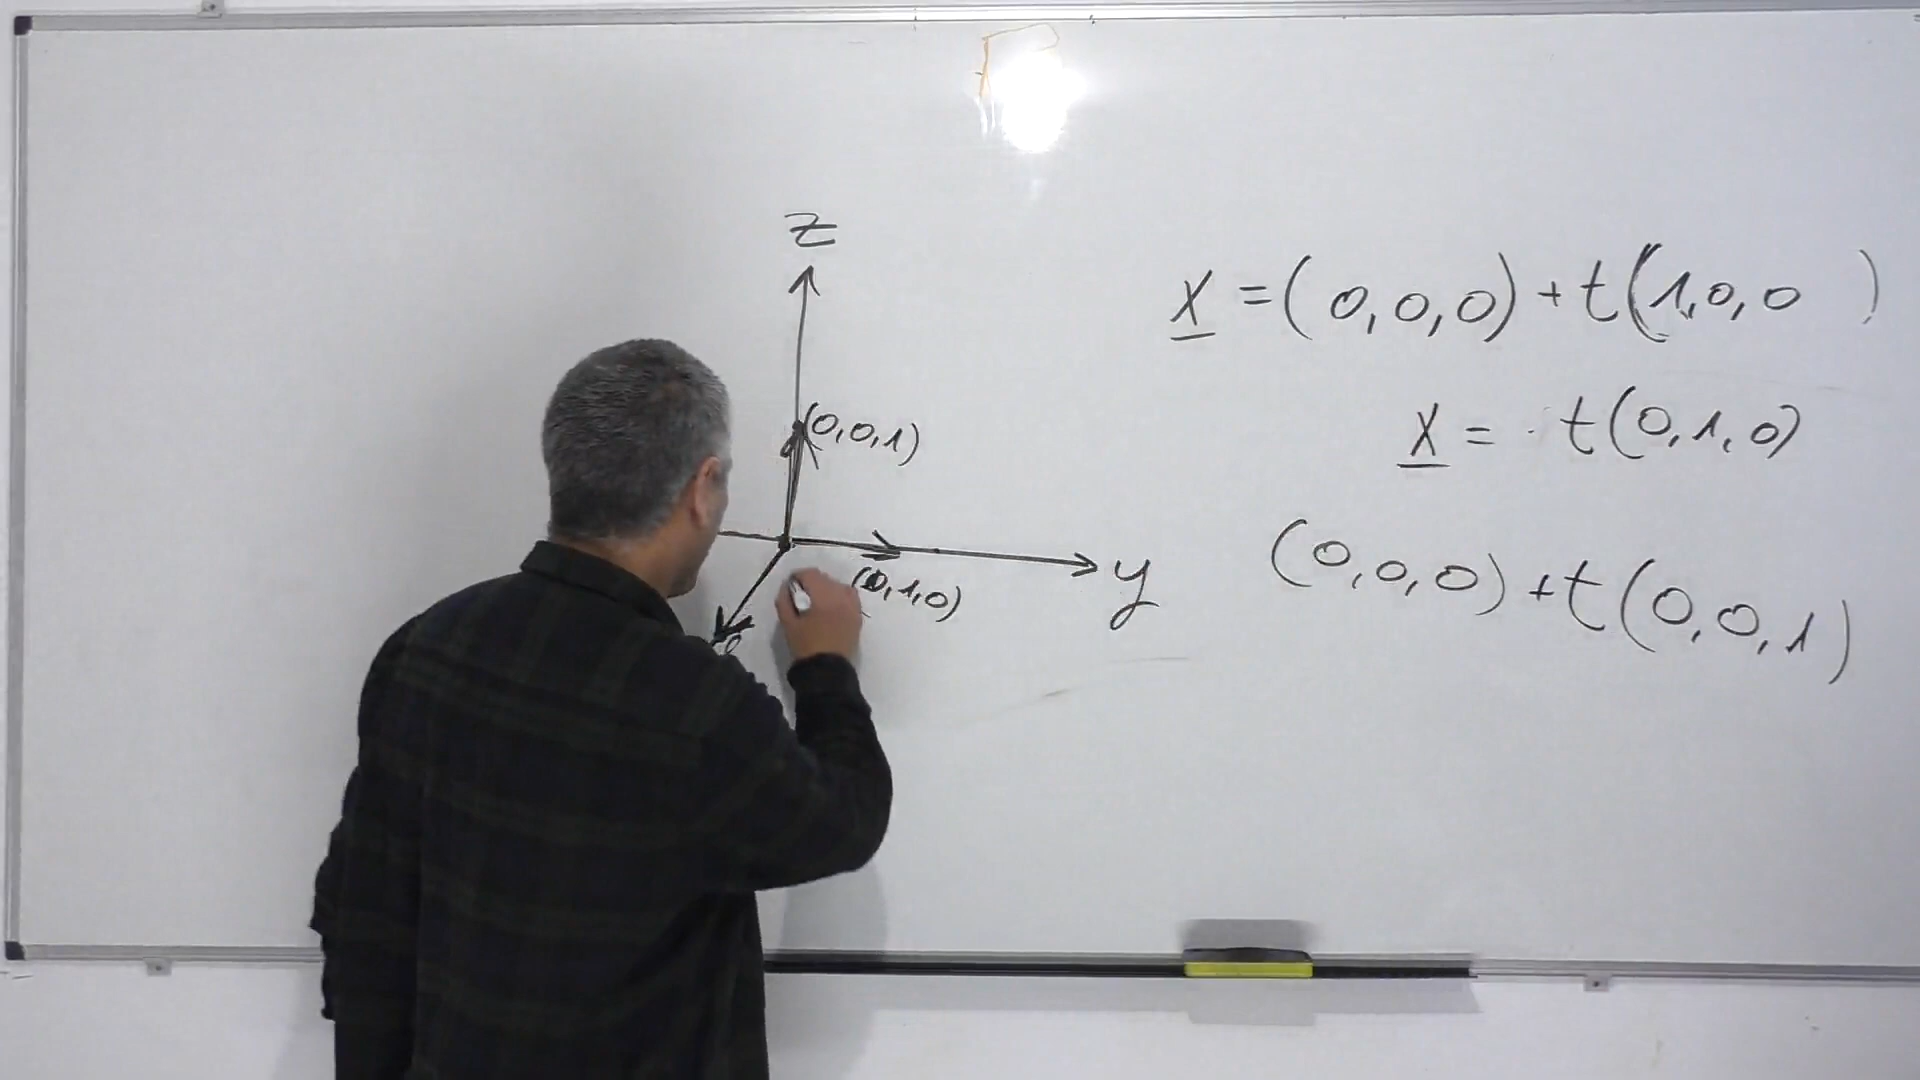 z
(0,0,1)
(0,1,0)
y
x = (0,0,0) + t(1,0,0 )
x = t(0,1,0)
(0,0,0) + t(0,0,1)